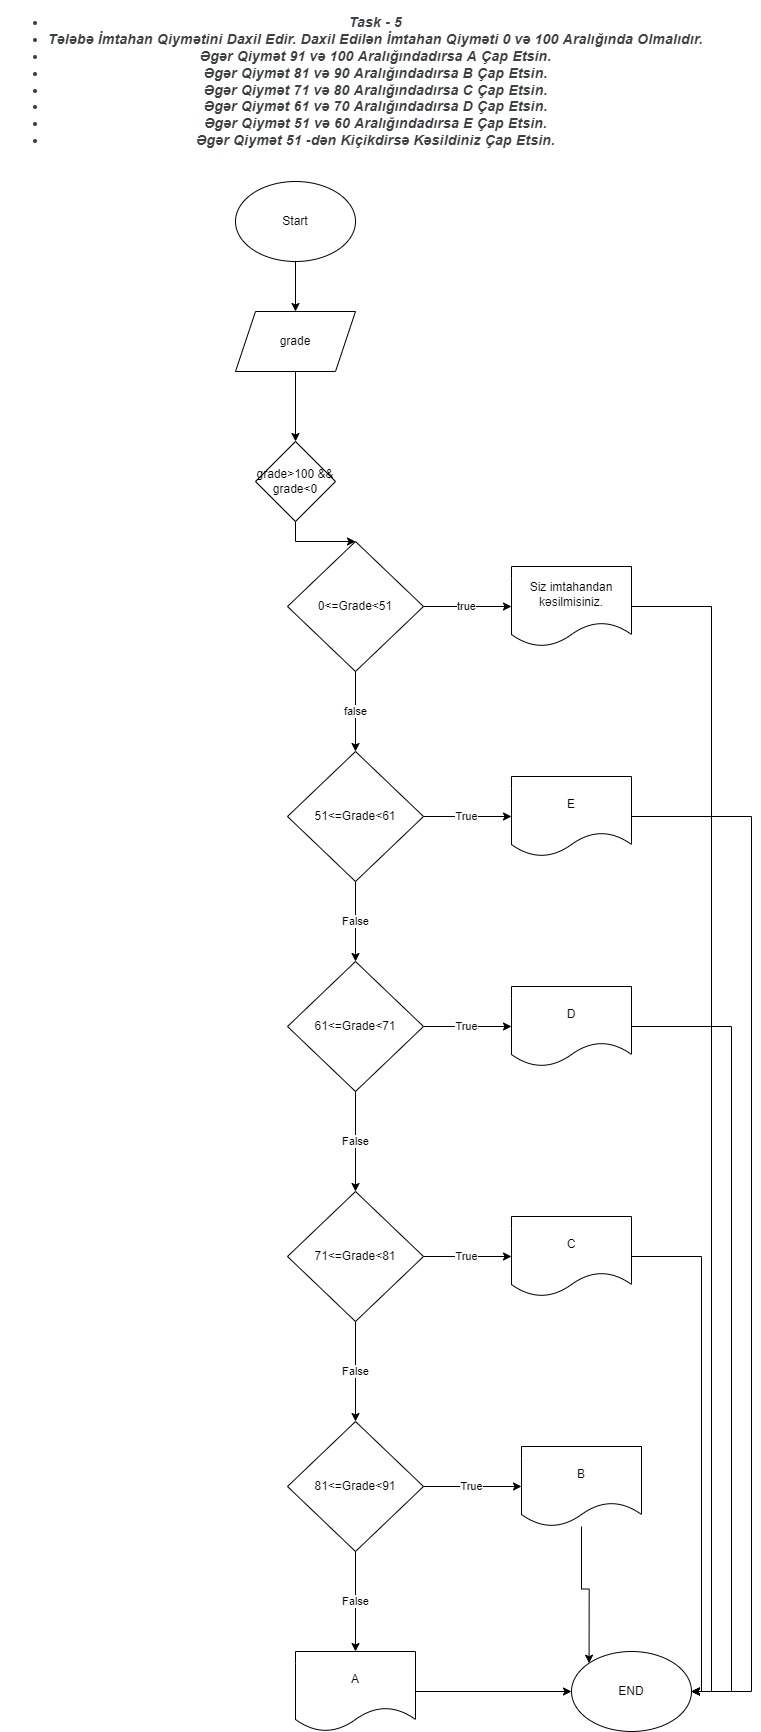 Task - 5
Tələbə İmtahan Qiymətini Daxil Edir. Daxil Edilən İmtahan Qiyməti 0 və 100 Aralığında Olmalıdır.
Əgər Qiymət 91 və 100 Aralığındadırsa A Çap Etsin.
Əgər Qiymət 81 və 90 Aralığındadırsa B Çap Etsin.
Əgər Qiymət 71 və 80 Aralığındadırsa C Çap Etsin.
Əgər Qiymət 61 və 70 Aralığındadırsa D Çap Etsin.
Əgər Qiymət 51 və 60 Aralığındadırsa E Çap Etsin.
Əgər Qiymət 51 -dən Kiçikdirsə Kəsildiniz Çap Etsin.
Start
grade
grade>100 &&
grade<0
0<=Grade<51
true
Siz imtahandan
kəsilmisiniz.
false
51<=Grade<61
True
E
False
61<=Grade<71
True
D
False
71<=Grade<81
True
C
False
81<=Grade<91
True
B
False
A
END